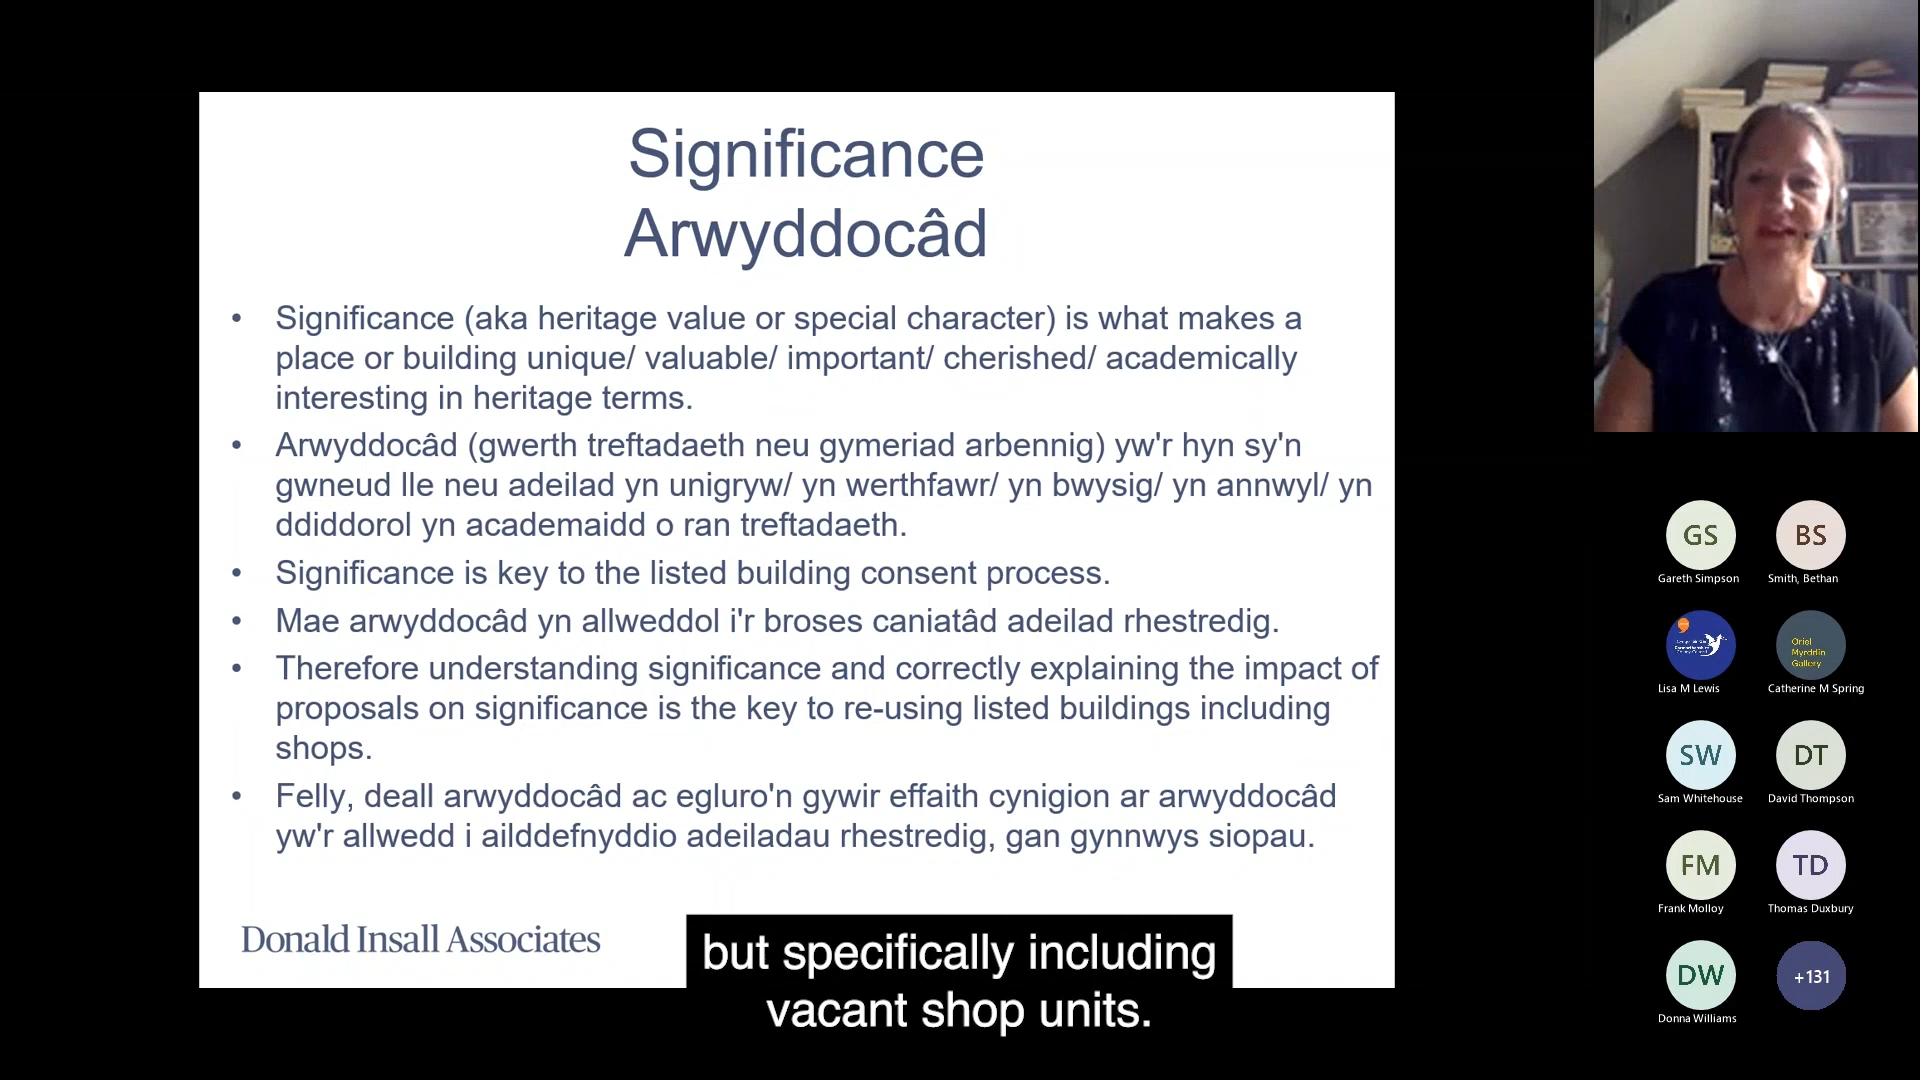 Significance
Arwyddocâd
• Significance (aka heritage value or special character) is what makes a
place or building unique/ valuable/ important/ cherished/ academically
interesting in heritage terms.
• Arwyddocâd (gwerth treftadaeth neu gymeriad arbennig) yw'r hyn sy'n
gwneud lle neu adeilad yn unigryw/ yn werthfawr/ yn bwysig/ yn annwyl/ yn
ddiddorol yn academaidd o ran treftadaeth.
• Significance is key to the listed building consent process.
• Mae arwyddocâd yn allweddol i'r broses caniatâd adeilad rhestredig.
• Therefore understanding significance and correctly explaining the impact of
proposals on significance is the key to re-using listed buildings including
shops.
• Felly, deall arwyddocâd ac egluro'n gywir effaith cynigion ar arwyddocâd
yw'r allwedd i ailddefnyddio adeiladau rhestredig, gan gynnwys siopau.
Donald Insall Associates
but specifically including
vacant shop units.
GS
Gareth Simpson
BS
Smith, Bethan
Lisa M Lewis
Oriel
Myrddin
Gallery
Catherine M Spring
SW
Sam Whitehouse
DT
David Thompson
FM
Frank Molloy
TD
Thomas Duxbury
DW
Donna Williams
+131